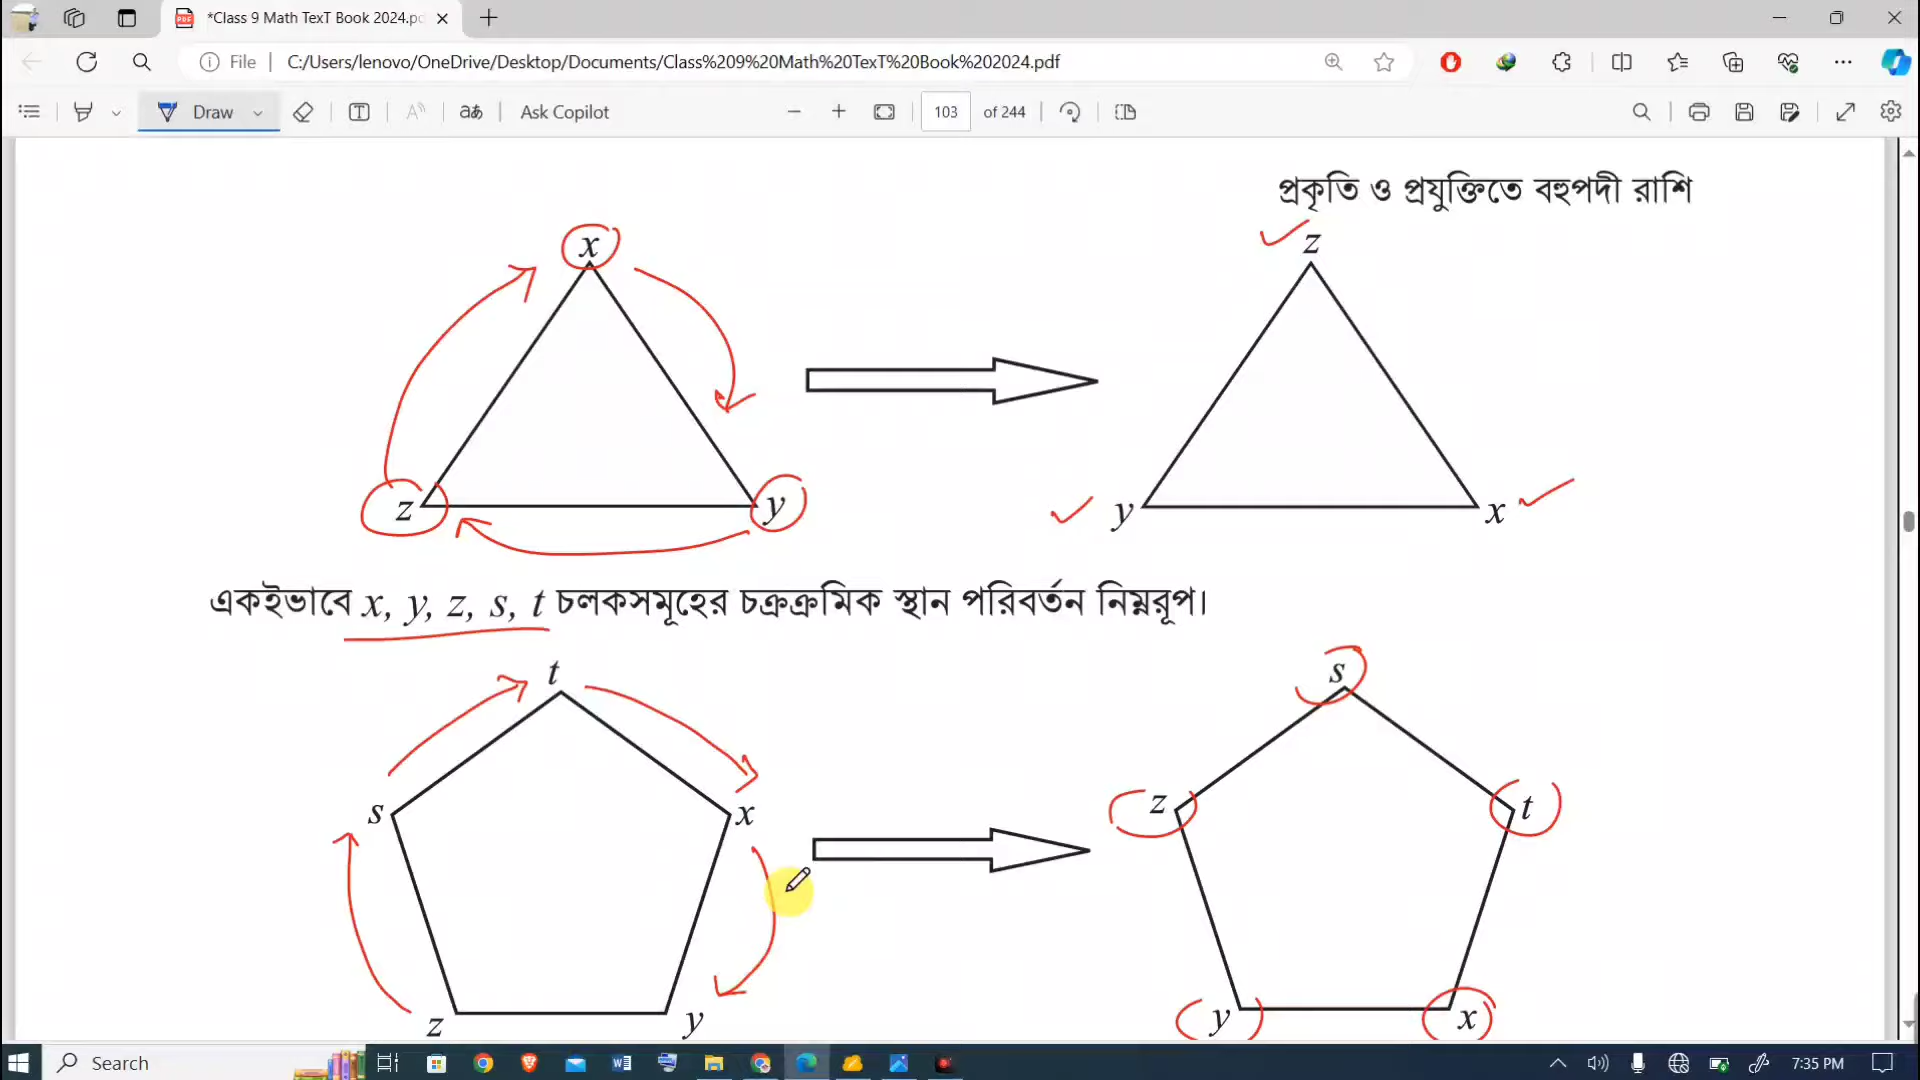 *Class 9 Math TexT Book 2024.pdf
File
C:/Users/lenovo/OneDrive/Desktop/Documents/Class%209%20Math%20TexT%20Book%202024.pdf
Draw
Ask Copilot
103 of 244
প্রকৃতি ও প্রযুক্তিতে বহুপদী রাশি
x
z
z
y
y
x
একইভাবে x, y, z, s, t চলকসমূহের চক্রক্রমিক স্থান পরিবর্তন নিম্নরূপ।
t
s
s
x
z
t
z
y
y
x
Search
7:35 PM